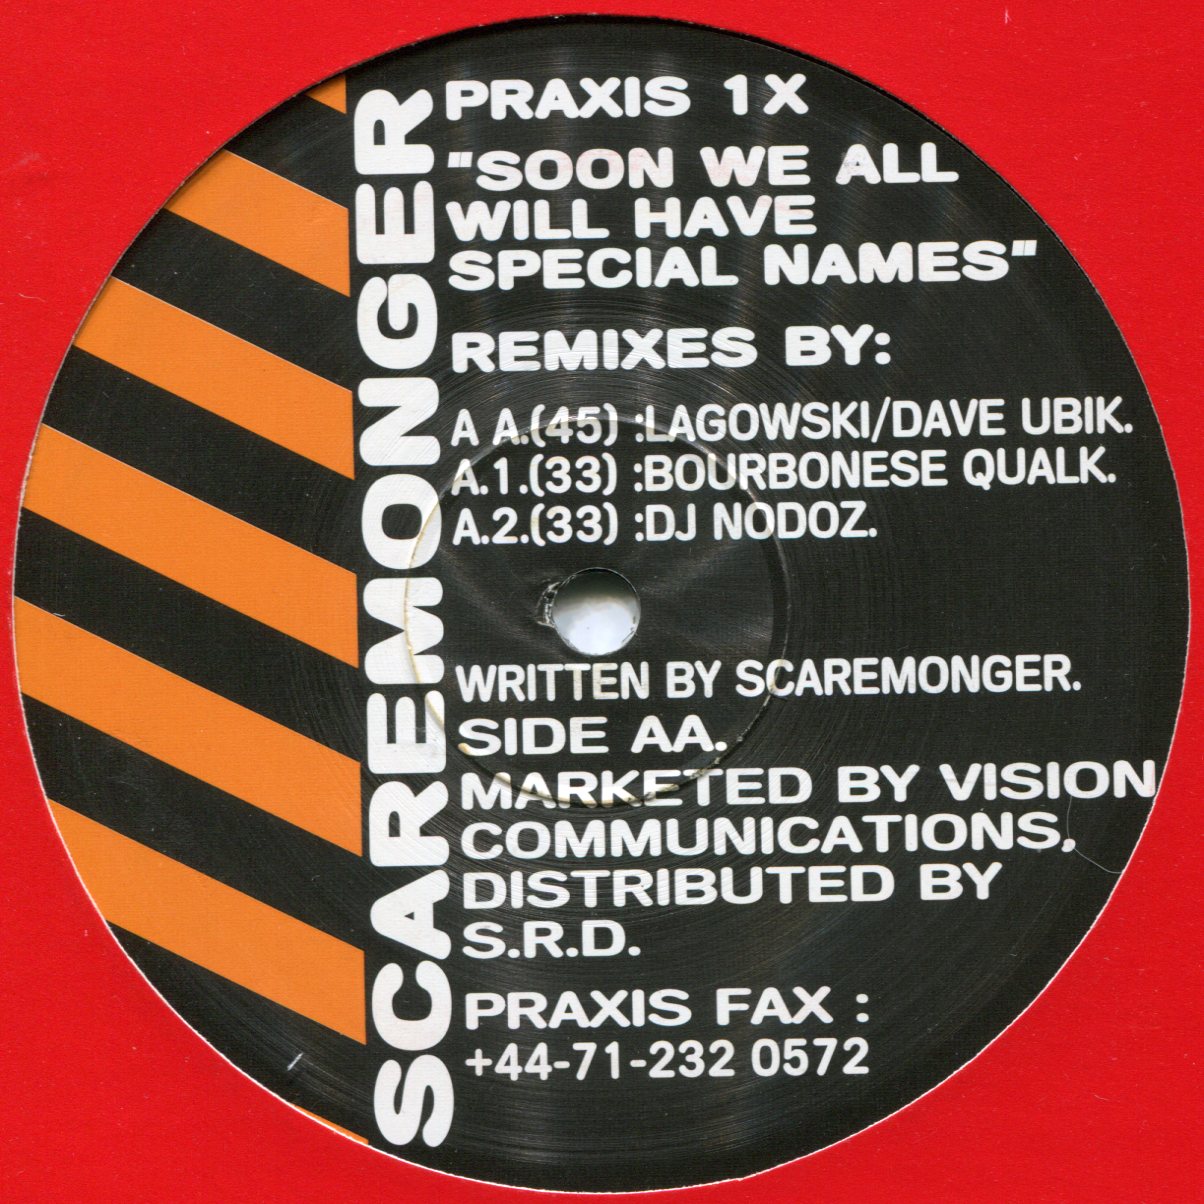 SCAREMONGER
PRAXIS 1X
"SOON WE ALL
WILL HAVE
SPECIAL NAMES"
REMIXES BY:
A A.(45) :LAGOWSKI/DAVE UBIK.
A.1.(33) :BOURBONESE QUALK.
A.2.(33) :DJ NODOZ.
WRITTEN BY SCAREMONGER.
SIDE AA.
MARKETED BY VISION
COMMUNICATIONS,
DISTRIBUTED BY
S.R.D.
PRAXIS FAX :
+44-71-232 0572